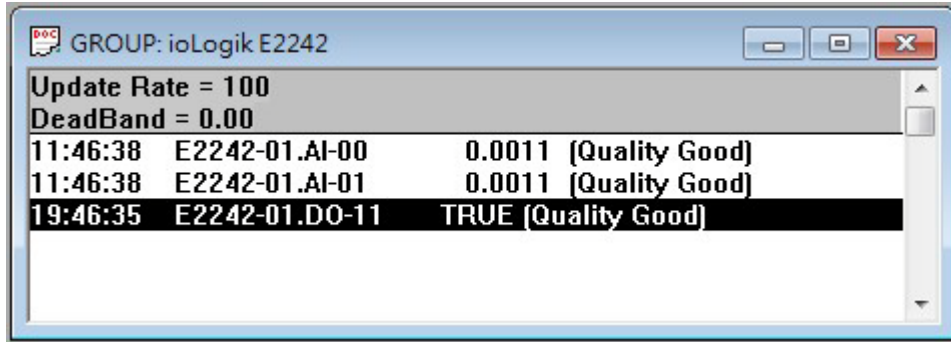 DOC GROUP: ioLogik E2242
Update Rate = 100
DeadBand = 0.00
11:46:38 E2242-01.AI-00 0.0011 (Quality Good)
11:46:38 E2242-01.AI-01 0.0011 (Quality Good)
19:46:35 E2242-01.DO-11 TRUE (Quality Good)